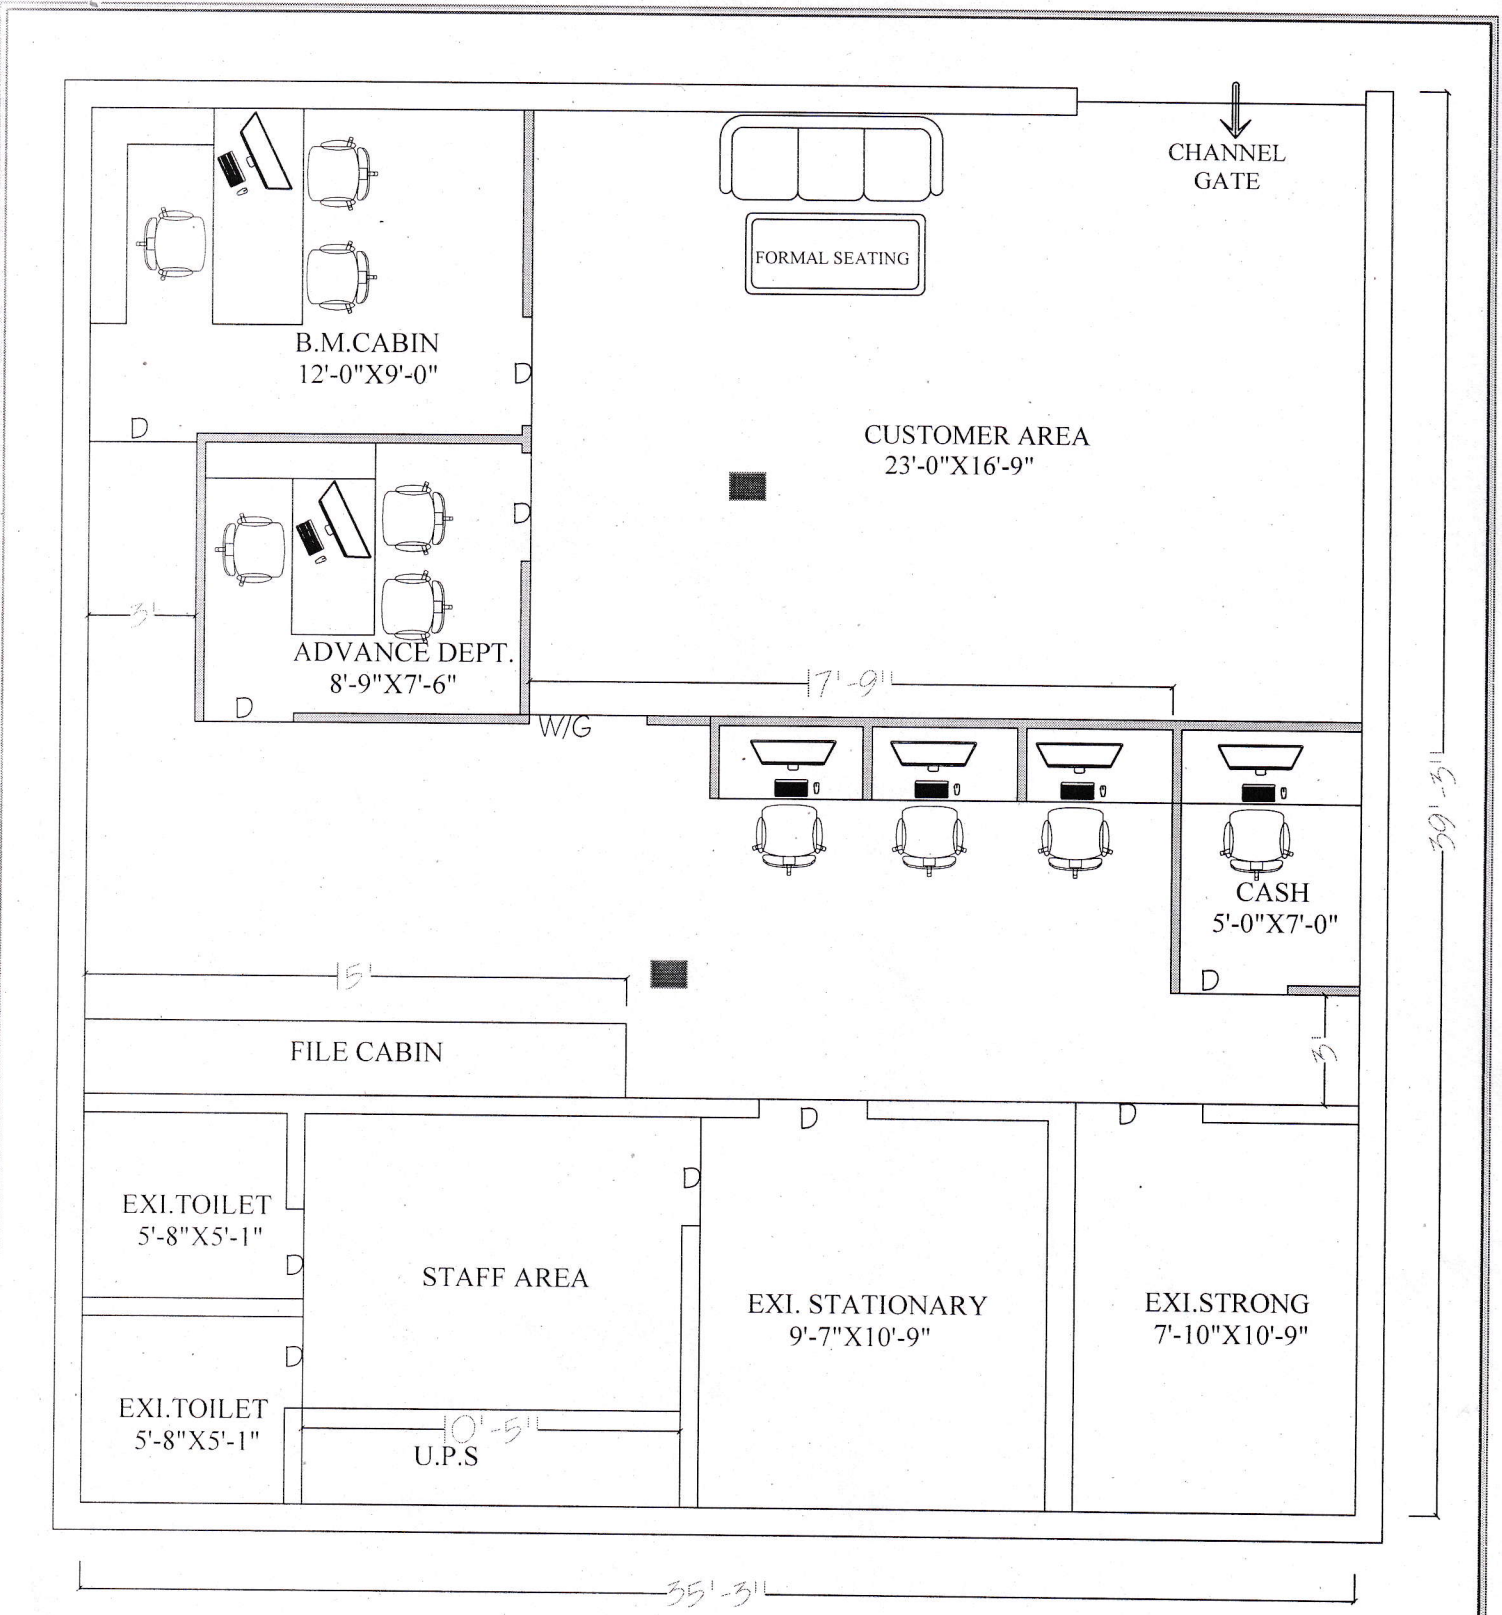 CHANNEL
GATE
FORMAL SEATING
B.M.CABIN
12'-0"X9'-0"
D
D
CUSTOMER AREA
23'-0"X16'-9"
D
3'
ADVANCE DEPT.
8'-9"X7'-6"
17'-9"
D
W/G
39'-3"
CASH
5'-0"X7'-0"
15'
D
FILE CABIN
3'
D
D
D
EXI.TOILET
5'-8"X5'-1"
D
STAFF AREA
EXI. STATIONARY
9'-7"X10'-9"
EXI.STRONG
7'-10"X10'-9"
D
EXI.TOILET
5'-8"X5'-1"
10'-5"
U.P.S
35'-3"